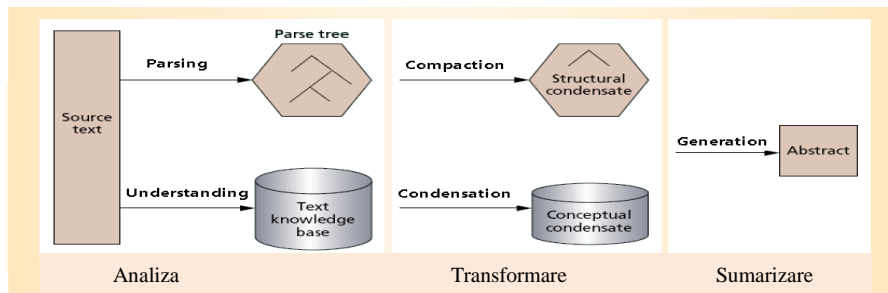 Parse tree
Parsing
Compaction
Structural
condensate
Source
text
Generation
Abstract
Understanding
Text
knowledge
base
Condensation
Conceptual
condensate
Analiza
Transformare
Sumarizare